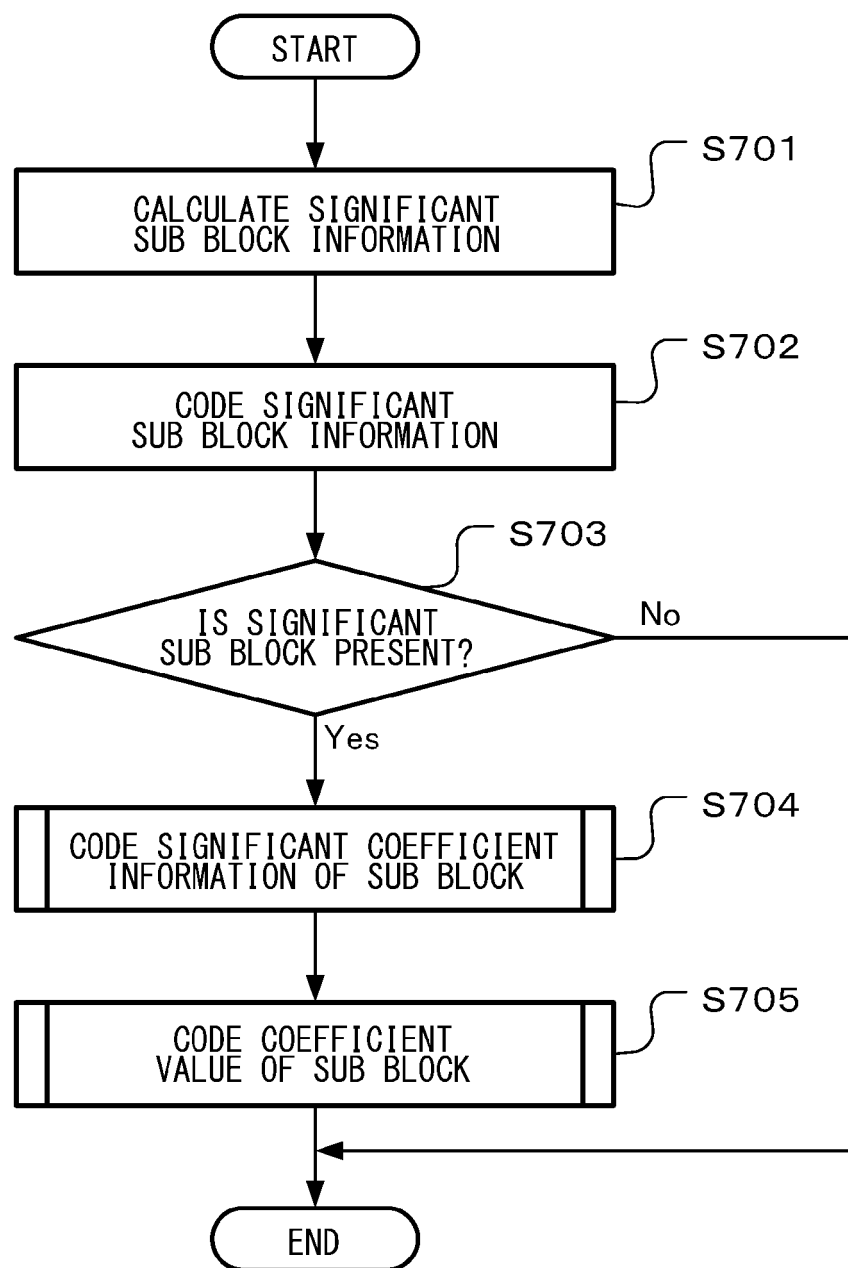 START
S701
CALCULATE SIGNIFICANT
SUB BLOCK INFORMATION
S702
CODE SIGNIFICANT
SUB BLOCK INFORMATION
S703
IS SIGNIFICANT
SUB BLOCK PRESENT?
No
Yes
S704
CODE SIGNIFICANT COEFFICIENT
INFORMATION OF SUB BLOCK
S705
CODE COEFFICIENT
VALUE OF SUB BLOCK
END